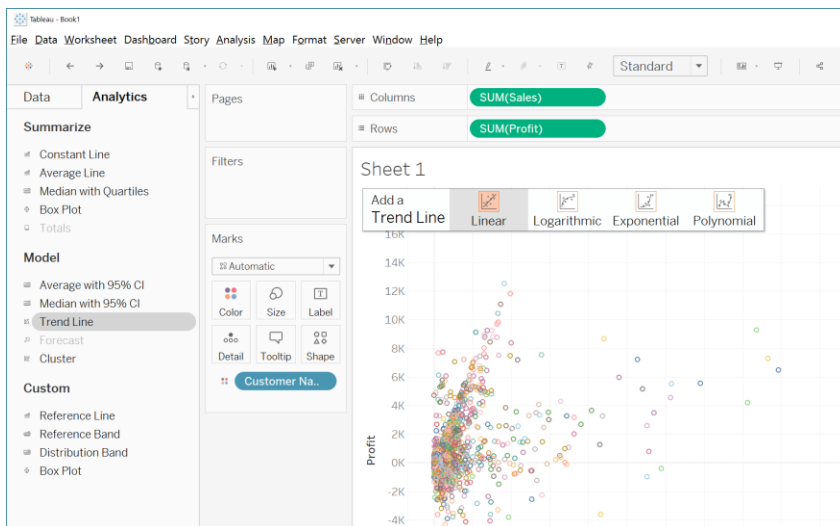 Tableau - Book1
File Data Worksheet Dashboard Story Analysis Map Format Server Window Help
Standard
Data Analytics
Summarize
Constant Line
Average Line
Median with Quartiles
Box Plot
Totals
Model
Average with 95% CI
Median with 95% CI
Trend Line
Forecast
Cluster
Custom
Reference Line
Reference Band
Distribution Band
Box Plot
Pages
Filters
Marks
Automatic
Color Size Label
Detail Tooltip Shape
Customer Na..
Columns SUM(Sales)
Rows SUM(Profit)
Sheet 1
Add a
Trend Line
Linear Logarithmic Exponential Polynomial
16K
14K
12K
10K
8K
6K
4K
2K
0K
-2K
-4K
Profit